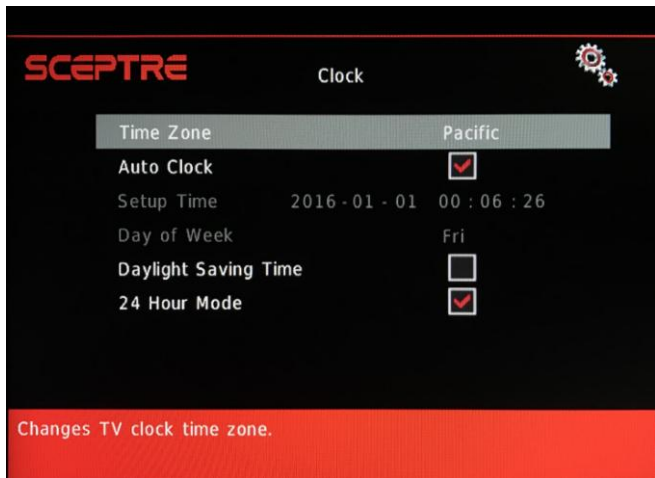 SCEPTRE
Clock
Time Zone Pacific
Auto Clock
Setup Time 2016-01-01 00:06:26
Day of Week Fri
Daylight Saving Time
24 Hour Mode
Changes TV clock time zone.